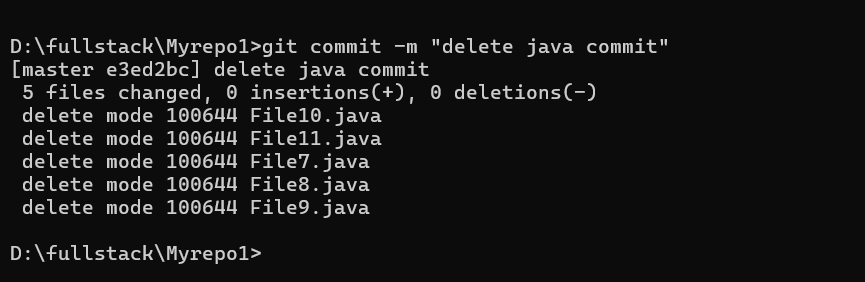 D:\fullstack\Myrepo1>git commit -m "delete java commit"
[master e3ed2bc] delete java commit
 5 files changed, 0 insertions(+), 0 deletions(-)
 delete mode 100644 File10.java
 delete mode 100644 File11.java
 delete mode 100644 File7.java
 delete mode 100644 File8.java
 delete mode 100644 File9.java
D:\fullstack\Myrepo1>